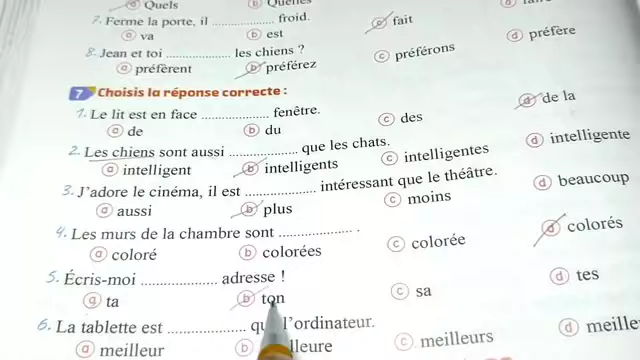 ⓐ Quels ⓑ Quelles
7. Ferme la porte, il .................. froid.
ⓐ va ⓑ est ⓒ fait
8. Jean et toi .................. les chiens ?
ⓐ préfèrent ⓑ préférez ⓒ préférons ⓓ préfère
7 Choisis la réponse correcte :
1. Le lit est en face .................. fenêtre.
ⓐ de ⓑ du ⓒ des ⓓ de la
2. Les chiens sont aussi .................. que les chats.
ⓐ intelligent ⓑ intelligents ⓒ intelligentes ⓓ intelligente
3. J'adore le cinéma, il est .................. intéressant que le théâtre.
ⓐ aussi ⓑ plus ⓒ moins ⓓ beaucoup
4. Les murs de la chambre sont .................. .
ⓐ coloré ⓑ colorées ⓒ colorée ⓓ colorés
5. Écris-moi .................. adresse !
ⓐ ta ⓑ ton ⓒ sa ⓓ tes
6. La tablette est .................. l'ordinateur.
ⓐ meilleur ⓑ ⓒ meilleurs ⓓ